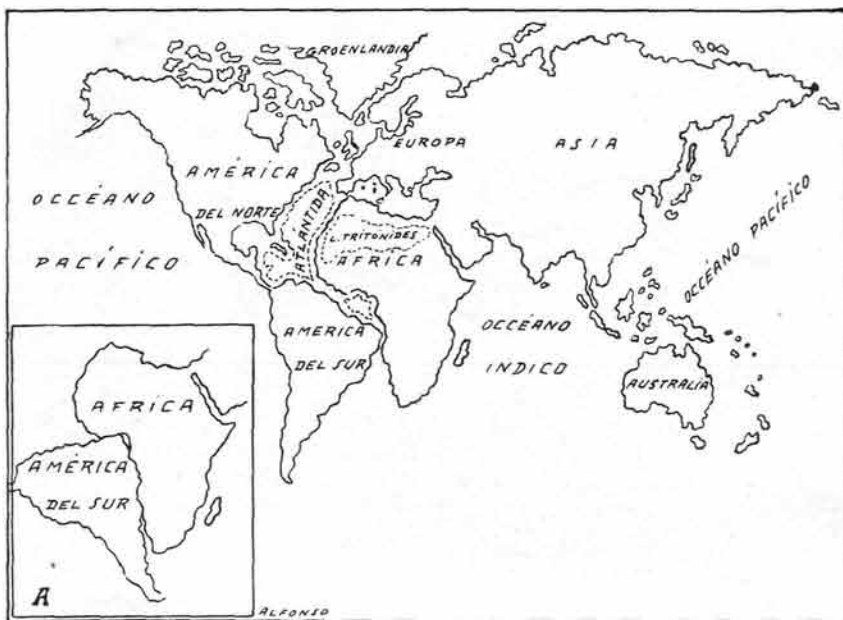 GROENLANDIA
EUROPA
ASIA
AMÉRICA
DEL NORTE
OCCÉANO
PACÍFICO
ATLANTIDA
L. TRITONIDES
AFRICA
OCCÉANO PACÍFICO
AMERICA
DEL SUR
OCCÉANO
INDICO
AUSTRALIA
AFRÍCA
AMÉRICA
DEL SUR
A
ALFONSO